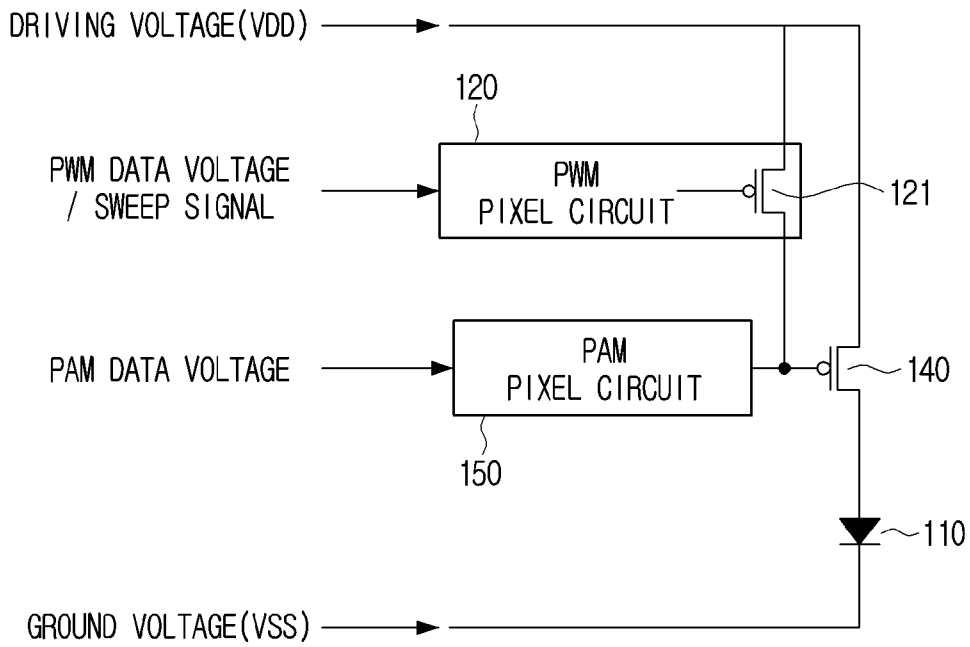 DRIVING VOLTAGE(VDD)
120
PWM DATA VOLTAGE
/ SWEEP SIGNAL
PWM
PIXEL CIRCUIT
121
PAM DATA VOLTAGE
PAM
PIXEL CIRCUIT
140
150
110
GROUND VOLTAGE(VSS)